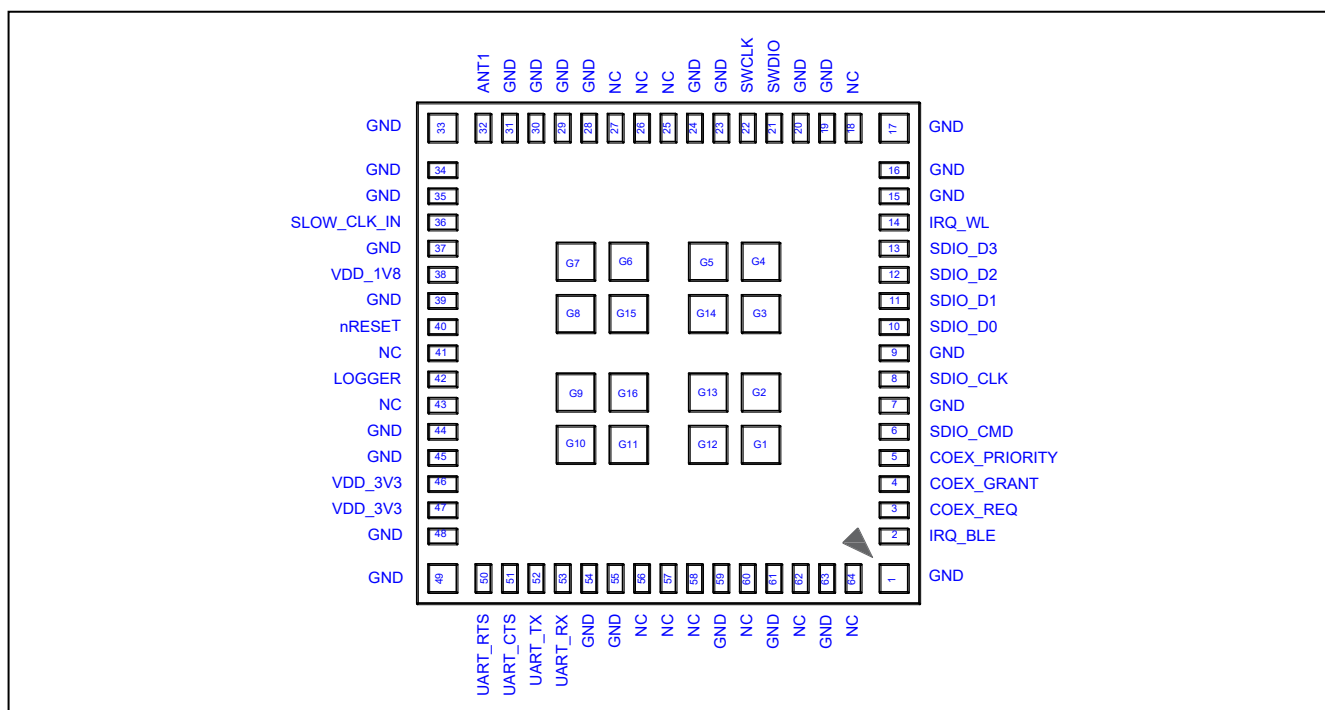 ANT1 GND GND GND GND NC NC NC GND GND SWCLK SWDIO GND GND NC
GND 33 32 31 30 29 28 27 26 25 24 23 22 21 20 19 18 17 GND
GND 34 16 GND
GND 35 15 GND
SLOW_CLK_IN 36 14 IRQ_WL
GND 37 G7 G6 G5 G4 13 SDIO_D3
VDD_1V8 38 12 SDIO_D2
GND 39 G8 G15 G14 G3 11 SDIO_D1
nRESET 40 10 SDIO_D0
NC 41 9 GND
LOGGER 42 G9 G16 G13 G2 8 SDIO_CLK
NC 43 7 GND
GND 44 G10 G11 G12 G1 6 SDIO_CMD
GND 45 5 COEX_PRIORITY
VDD_3V3 46 4 COEX_GRANT
VDD_3V3 47 3 COEX_REQ
GND 48 2 IRQ_BLE
GND 49 50 51 52 53 54 55 56 57 58 59 60 61 62 63 64 1 GND
UART_RTS UART_CTS UART_TX UART_RX GND GND NC NC NC GND NC GND NC GND NC